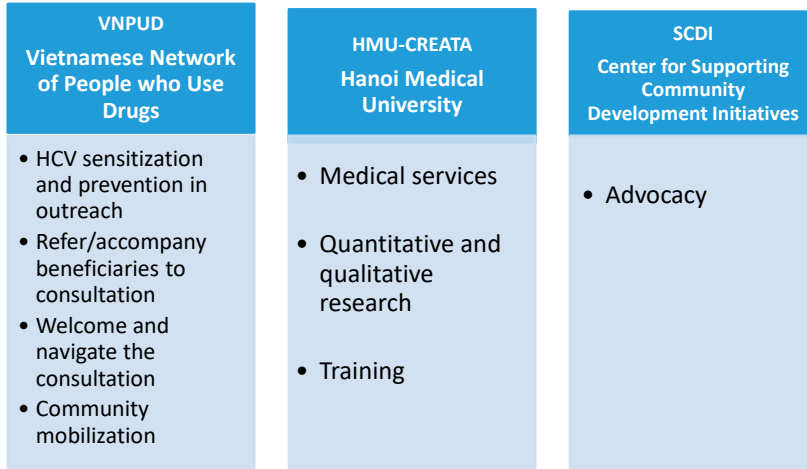 VNPUD
Vietnamese Network
of People who Use
Drugs
• HCV sensitization
and prevention in
outreach
• Refer/accompany
beneficiaries to
consultation
• Welcome and
navigate the
consultation
• Community
mobilization
HMU-CREATA
Hanoi Medical
University
• Medical services
• Quantitative and
qualitative
research
• Training
SCDI
Center for Supporting
Community
Development Initiatives
• Advocacy